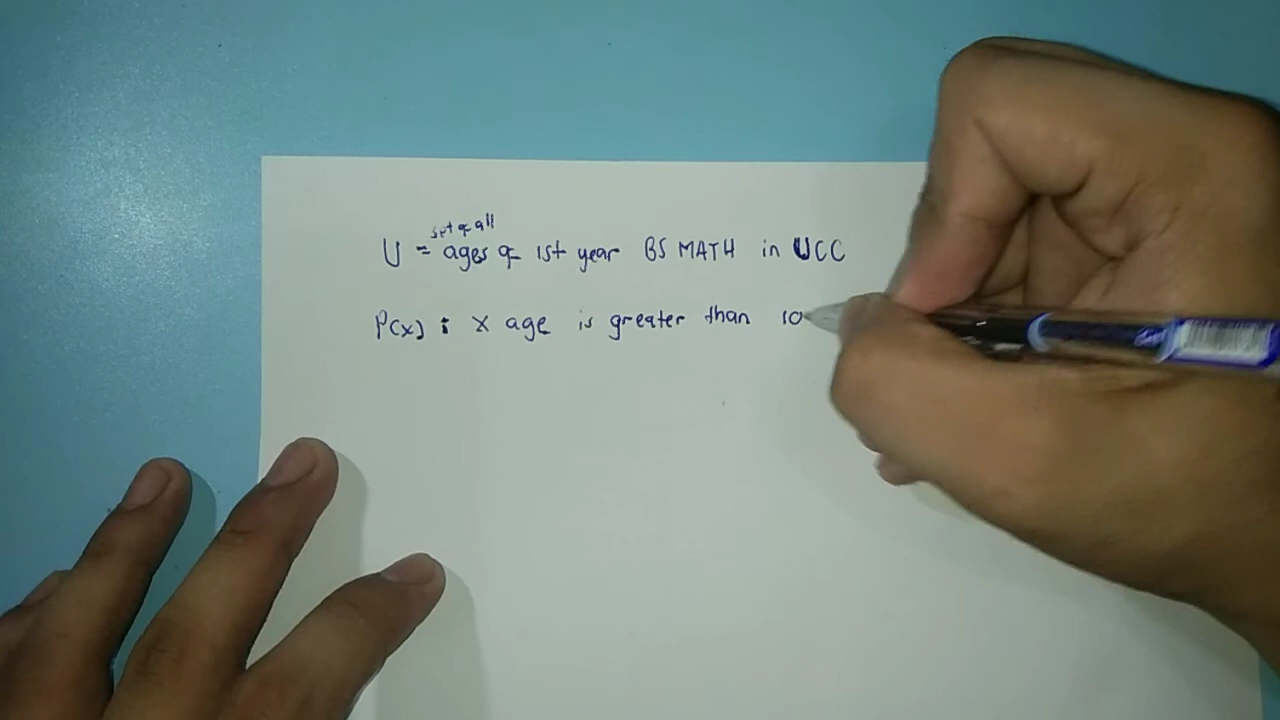 set of all
U = ages of 1st year BS MATH in UCC
P(x) : x age is greater than 10